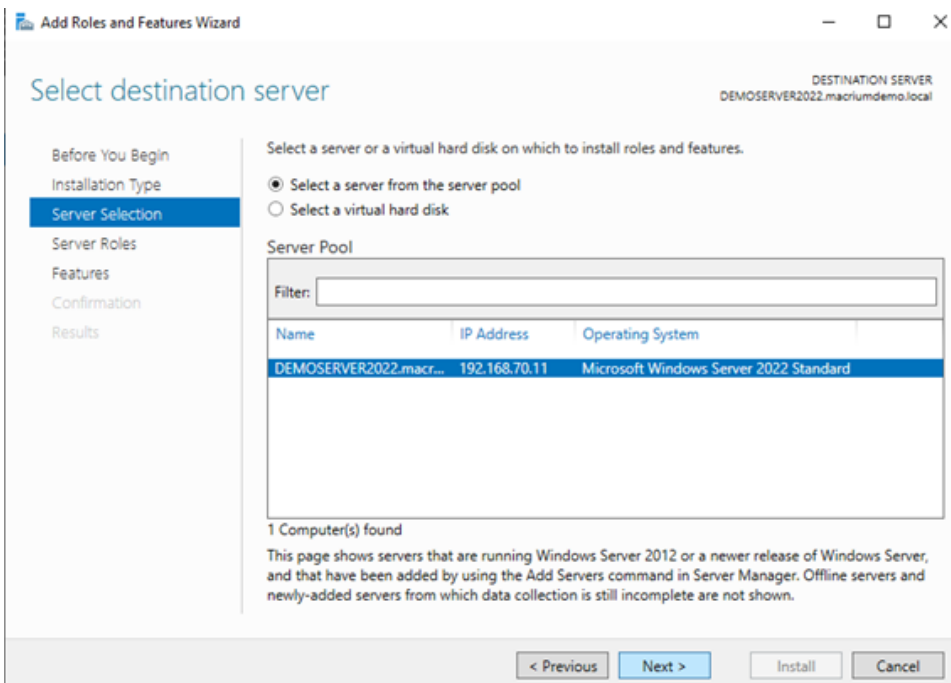 Add Roles and Features Wizard
Select destination server
DESTINATION SERVER
DEMOSERVER2022.macriumdemo.local
Before You Begin
Installation Type
Server Selection
Server Roles
Features
Confirmation
Results
Select a server or a virtual hard disk on which to install roles and features.
Select a server from the server pool
Select a virtual hard disk
Server Pool
Filter:
Name IP Address Operating System
DEMOSERVER2022.macr... 192.168.70.11 Microsoft Windows Server 2022 Standard
1 Computer(s) found
This page shows servers that are running Windows Server 2012 or a newer release of Windows Server,
and that have been added by using the Add Servers command in Server Manager. Offline servers and
newly-added servers from which data collection is still incomplete are not shown.
< Previous Next > Install Cancel